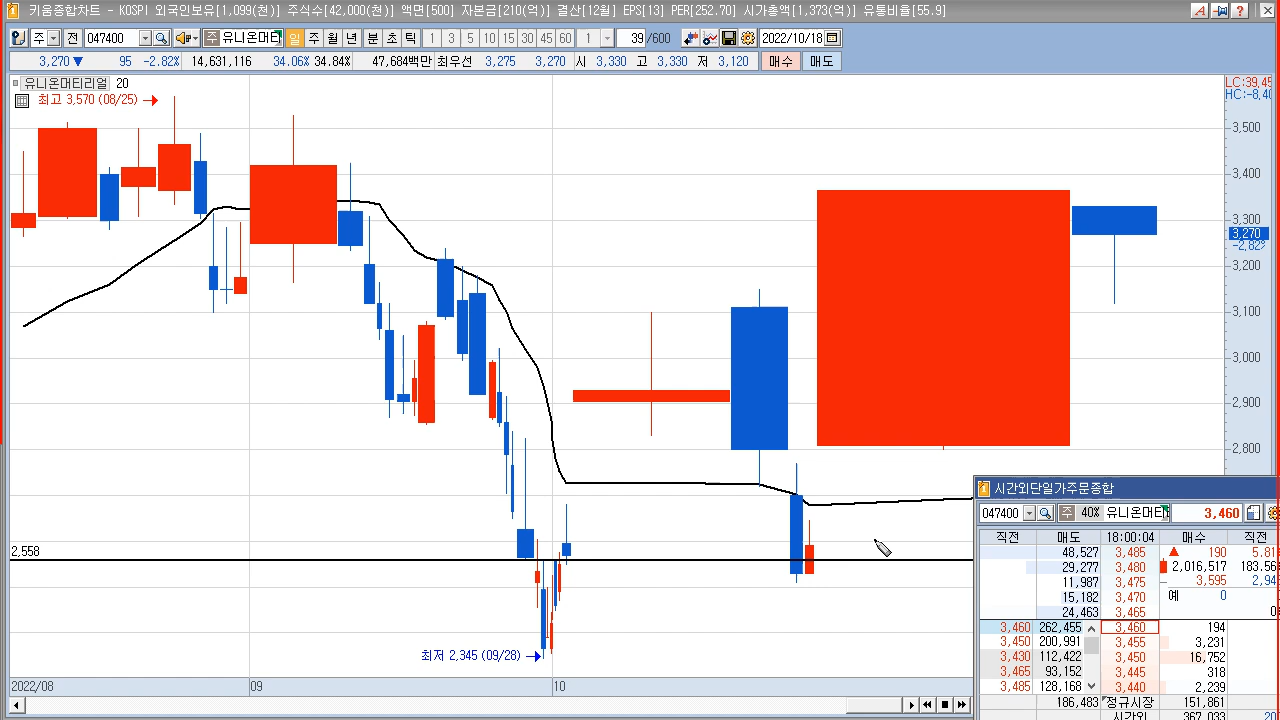 키움종합차트 - KOSPI 외국인보유[1,099(천)] 주식수[42,000(천)] 액면[500] 자본금[210(억)] 결산[12월] EPS[13] PER[252.70] 시가총액[1,373(억)] 유통비율[55.9]
주 전 047400 주 유니온머티 일 주 월 년 분 초 틱 1 3 5 10 15 30 45 60 1 39 /600 2022/10/18
3,270 ▼ 95 -2.82% 14,631,116 34.06% 34.84% 47,684백만 최우선 3,275 3,270 시 3,330 고 3,330 저 3,120 매수 매도
유니온머티리얼 20
LC:39,45
HC:-8,40
최고 3,570 (08/25)
3,500
3,400
3,300
3,270
-2.82%
3,200
3,100
3,000
2,900
2,800
2,558
최저 2,345 (09/28)
2022/08 09 10
시간외단일가주문종합
047400 주 40% 유니온머티 3,460
직전 매도 18:00:04 매수 직전
48,527 3,485 ▲ 190 5.81
29,277 3,480 2,016,517
11,987 3,475 3,595 2,94
15,182 3,470 예 0
24,463 3,465
3,460 262,455 3,460 194
3,450 200,991 3,455 3,231
3,430 112,422 3,450 16,752
3,465 93,152 3,445 318
3,485 128,168 3,440 2,239
186,483 정규시장 151,861
시간외